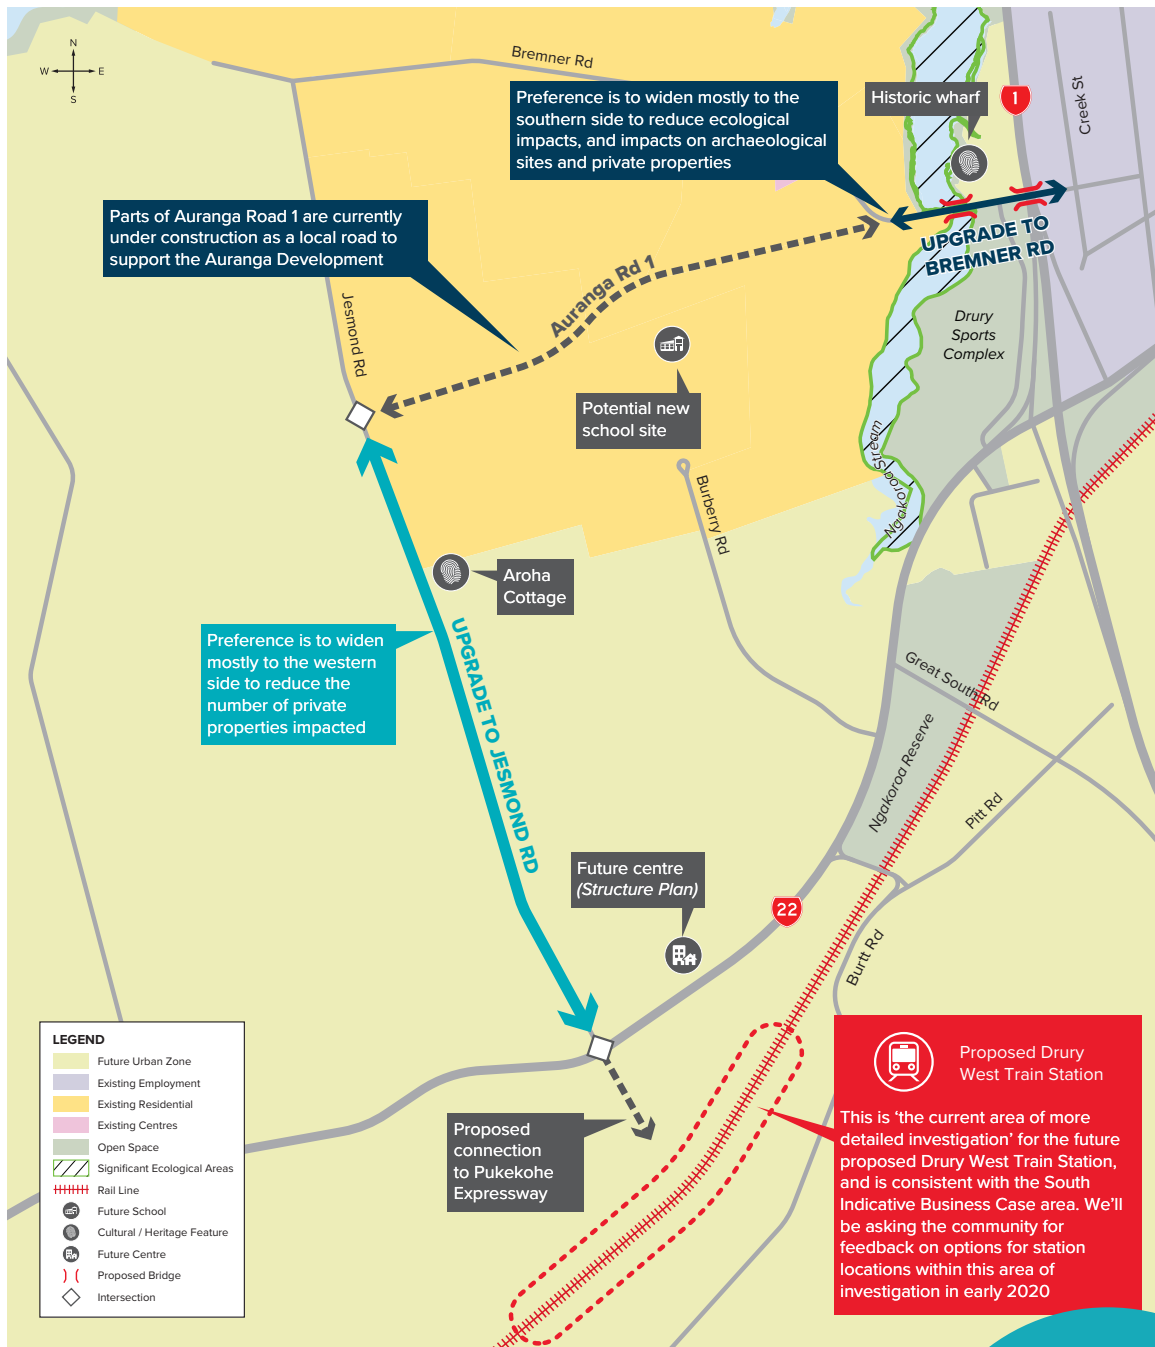 N
W
E
S
Bremner Rd
Preference is to widen mostly to the
southern side to reduce ecological
impacts, and impacts on archaeological
sites and private properties
Historic wharf
1
Creek St
Parts of Auranga Road 1 are currently
under construction as a local road to
support the Auranga Development
UPGRADE TO
BREMNER RD
Auranga Rd 1
Jesmond Rd
Drury
Sports
Complex
Potential new
school site
Ngakoroa Stream
Burberry Rd
Aroha
Cottage
Preference is to widen
mostly to the western
side to reduce the
number of private
properties impacted
UPGRADE TO JESMOND RD
Great South Rd
Ngakoroa Reserve
Pitt Rd
Future centre
(Structure Plan)
22
Burtt Rd
Proposed
connection
to Pukekohe
Expressway
Proposed Drury
West Train Station
This is ‘the current area of more
detailed investigation’ for the future
proposed Drury West Train Station,
and is consistent with the South
Indicative Business Case area. We’ll
be asking the community for
feedback on options for station
locations within this area of
investigation in early 2020
LEGEND
Future Urban Zone
Existing Employment
Existing Residential
Existing Centres
Open Space
Significant Ecological Areas
Rail Line
Future School
Cultural / Heritage Feature
Future Centre
Proposed Bridge
Intersection